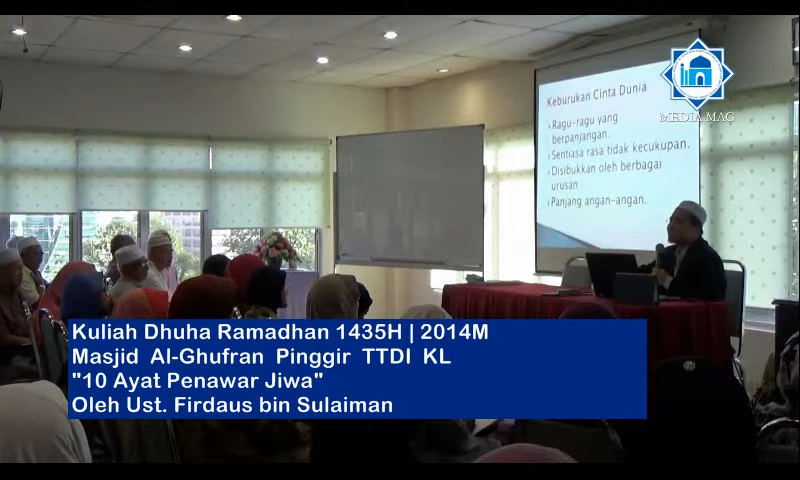 MEDIA MAG
Keburukan Cinta Dunia
Ragu-ragu yang
berpanjangan.
Sentiasa rasa tidak kecukupan.
Disibukkan oleh berbagai
urusan
Panjang angan-angan.
Kuliah Dhuha Ramadhan 1435H | 2014M
Masjid Al-Ghufran Pinggir TTDI KL
"10 Ayat Penawar Jiwa"
Oleh Ust. Firdaus bin Sulaiman